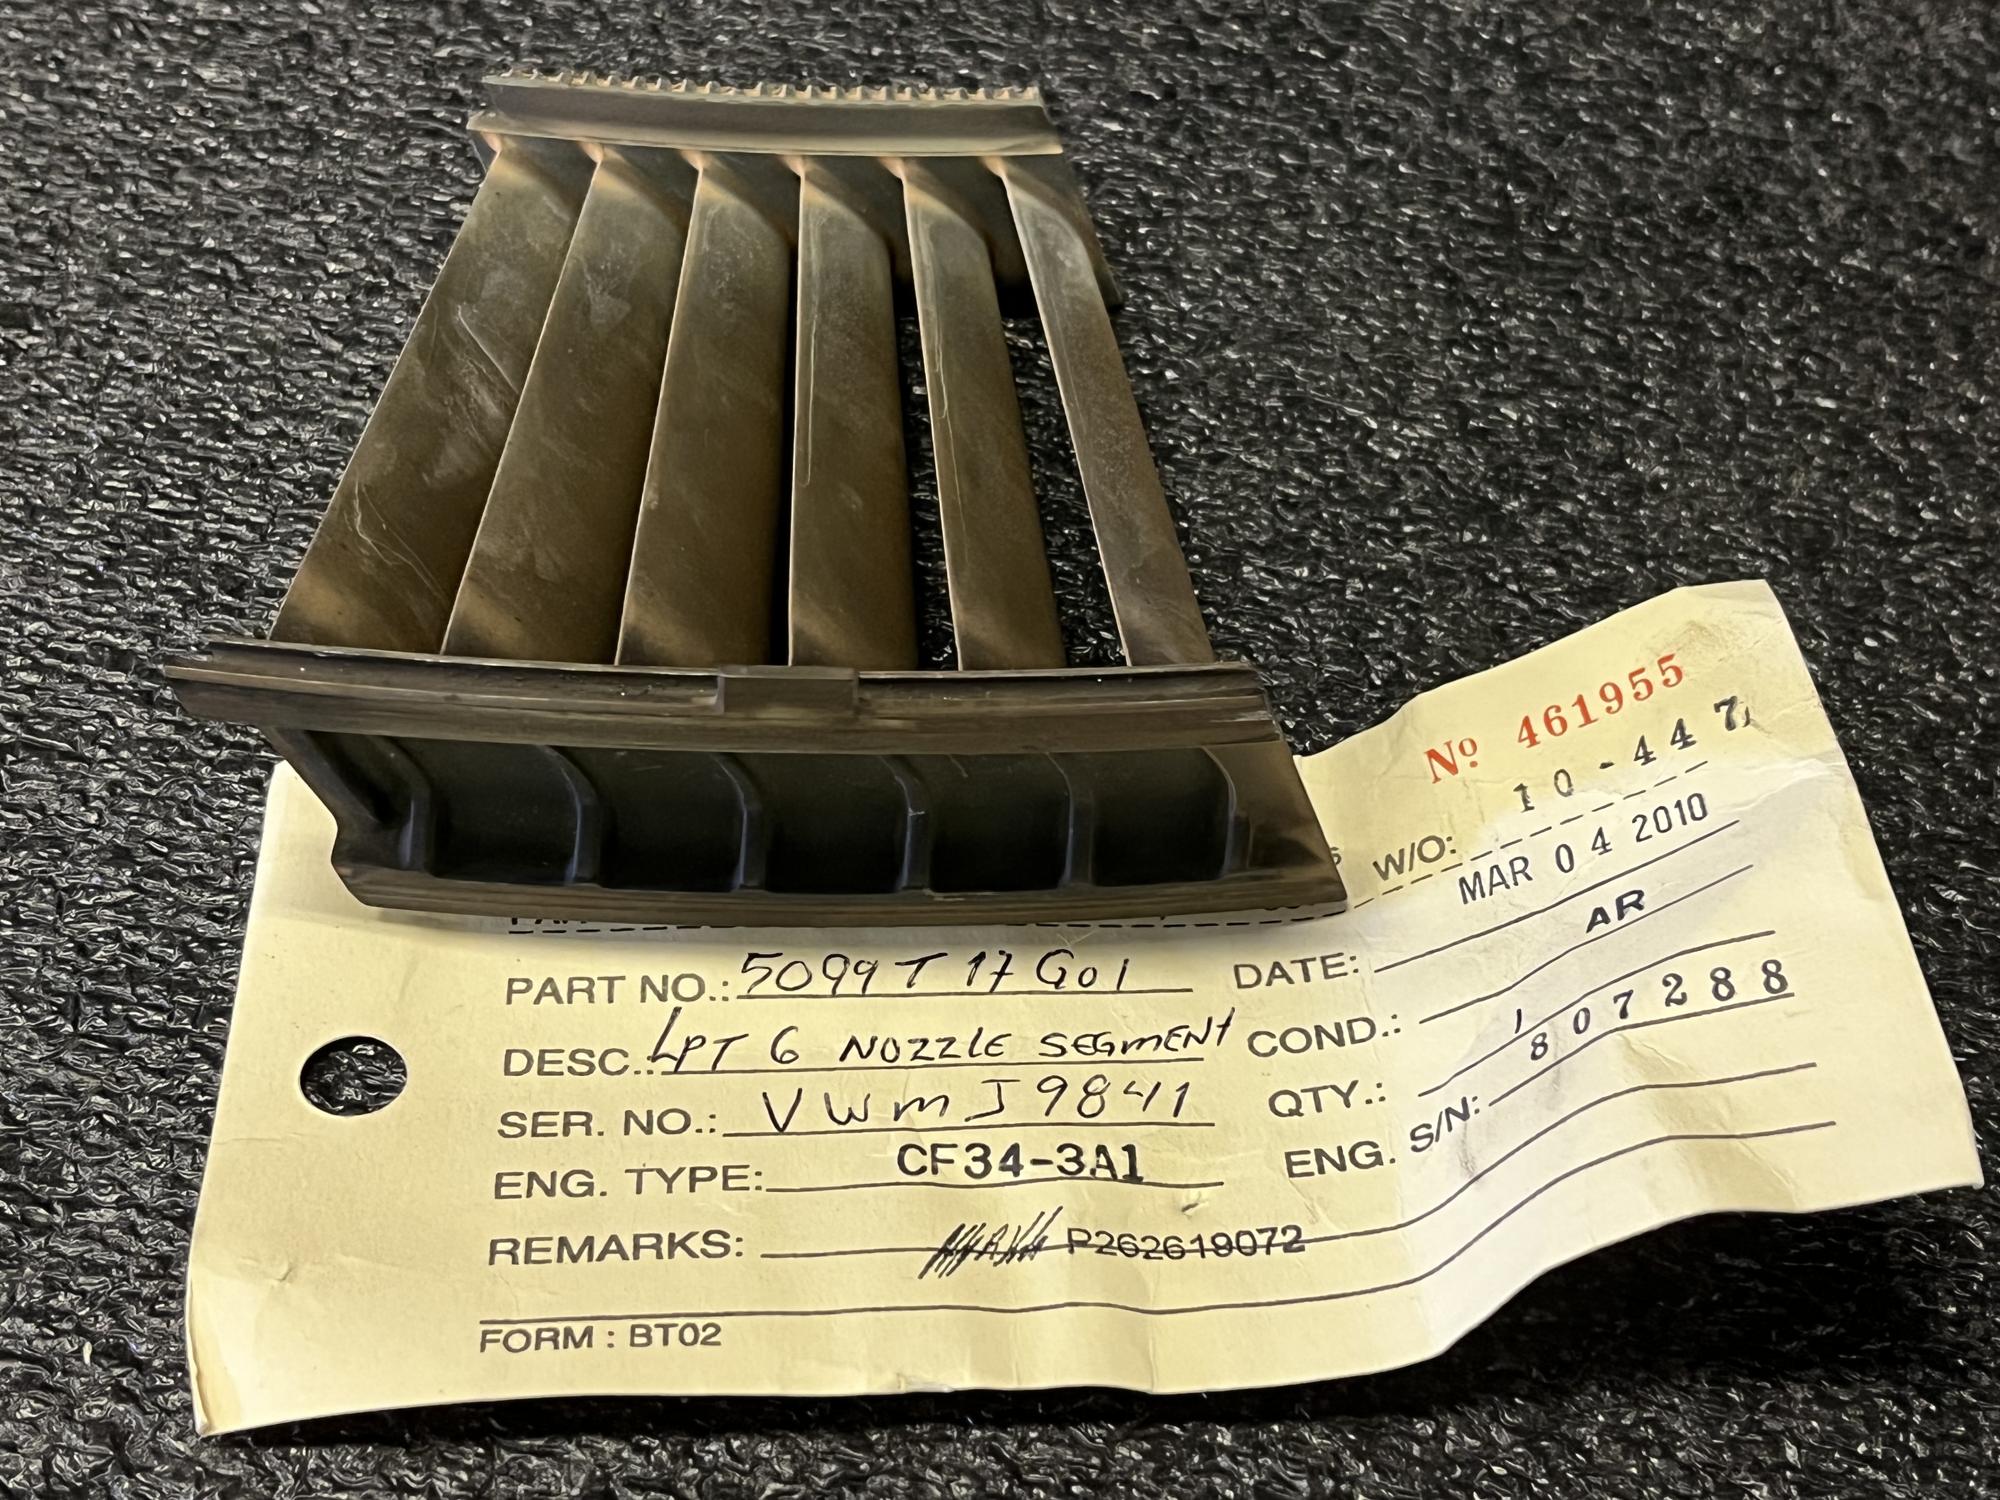 Nº 461955
W/O: 10-447
PART NO.: 5099T17G01 DATE: MAR 04 2010
DESC.: LPT 6 NOZZLE SEGMENT COND.: AR
SER. NO.: VWMJ9841 QTY.: 1
ENG. TYPE: CF34-3A1 ENG. S/N: 807288
REMARKS: P262619072
FORM : BT02